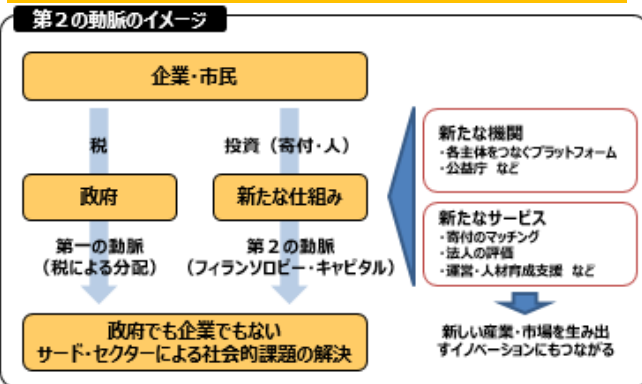 第2の動脈のイメージ
企業・市民
税
投資（寄付・人）
政府
新たな仕組み
第一の動脈
（税による分配）
第２の動脈
（フィランソロピー・キャピタル）
政府でも企業でもない
サード・セクターによる社会的課題の解決
新たな機関
・各主体をつなぐプラットフォーム
・公益庁 など
新たなサービス
・寄付のマッチング
・法人の評価
・運営・人材育成支援 など
新しい産業・市場を生み出
すイノベーションにもつながる